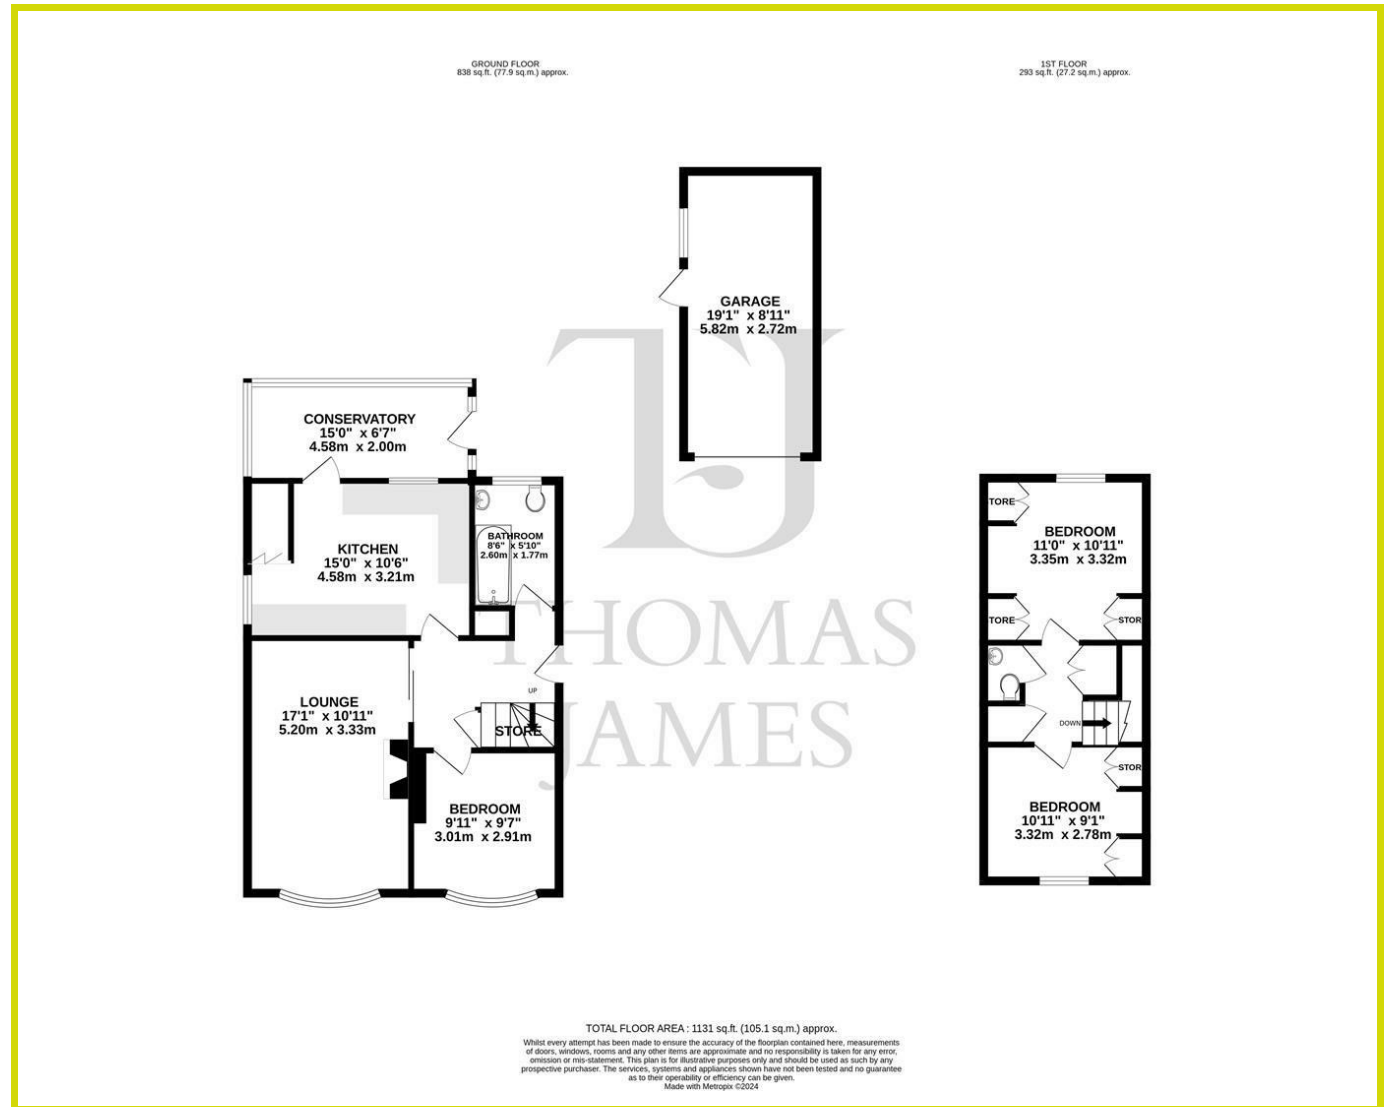 GROUND FLOOR
838 sq.ft. (77.9 sq.m.) approx.
1ST FLOOR
293 sq.ft. (27.2 sq.m.) approx.
GARAGE
19'1" x 8'11"
5.82m x 2.72m
CONSERVATORY
15'0" x 6'7"
4.58m x 2.00m
KITCHEN
15'0" x 10'6"
4.58m x 3.21m
BATHROOM
8'6" x 5'10"
2.60m x 1.77m
LOUNGE
17'1" x 10'11"
5.20m x 3.33m
UP
STORE
BEDROOM
9'11" x 9'7"
3.01m x 2.91m
TORE
BEDROOM
11'0" x 10'11"
3.35m x 3.32m
TORE
STOR
DOWN
STOR
BEDROOM
10'11" x 9'1"
3.32m x 2.78m
TJ
THOMAS
JAMES
TOTAL FLOOR AREA : 1131 sq.ft. (105.1 sq.m.) approx.
Whilst every attempt has been made to ensure the accuracy of the floorplan contained here, measurements
of doors, windows, rooms and any other items are approximate and no responsibility is taken for any error,
omission or mis-statement. This plan is for illustrative purposes only and should be used as such by any
prospective purchaser. The services, systems and appliances shown have not been tested and no guarantee
as to their operability or efficiency can be given.
Made with Metropix ©2024